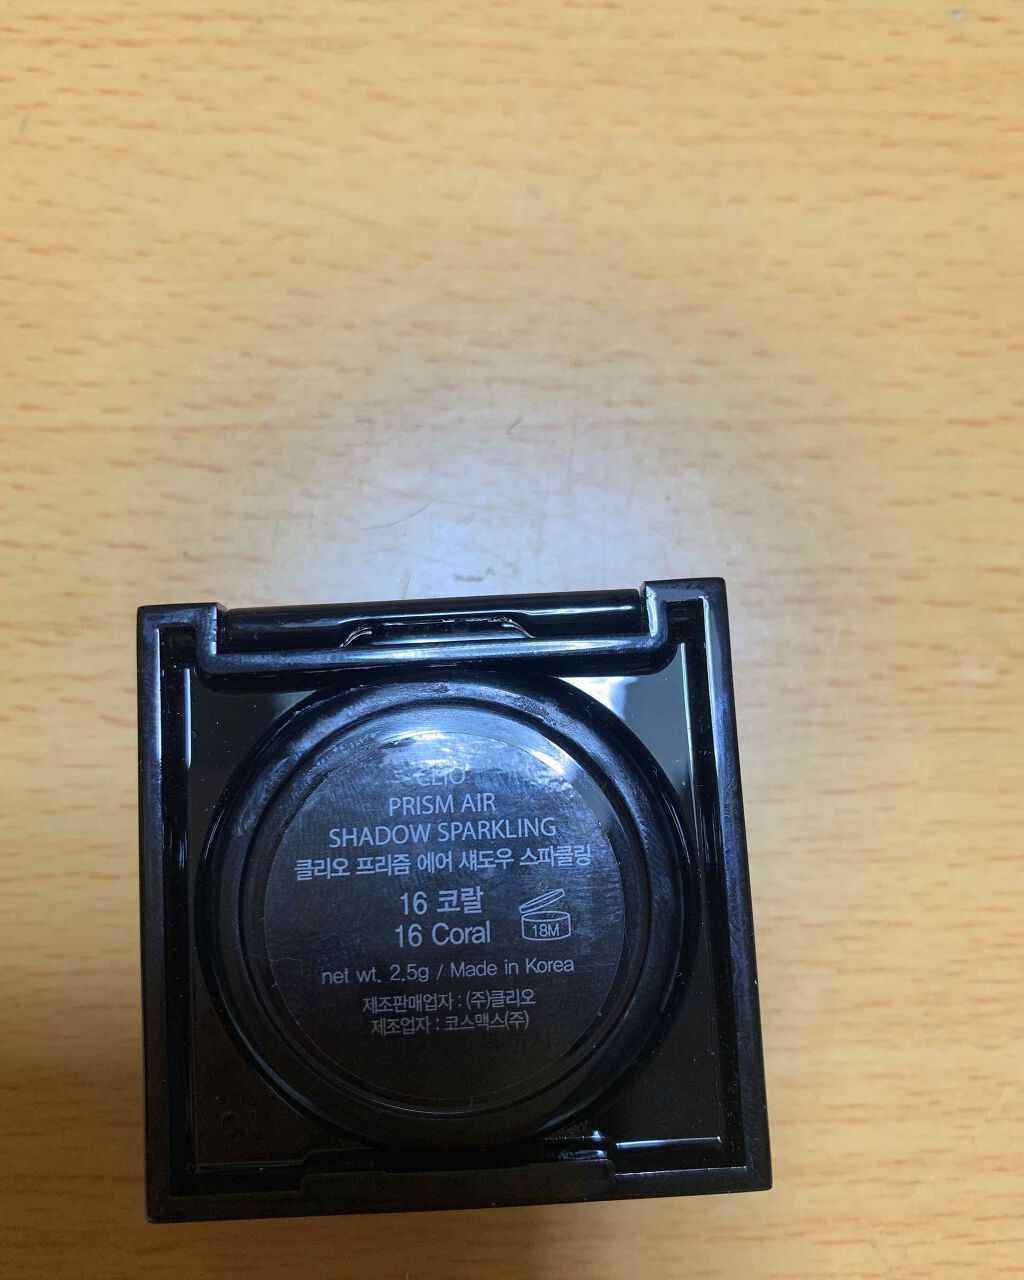 CLIO
PRISM AIR
SHADOW SPARKLING
클리오 프리즘 에어 섀도우 스파클링
16 코랄
16 Coral
18M
net wt. 2.5g / Made in Korea
제조판매업자 : (주)클리오
제조업자 : 코스맥스(주)